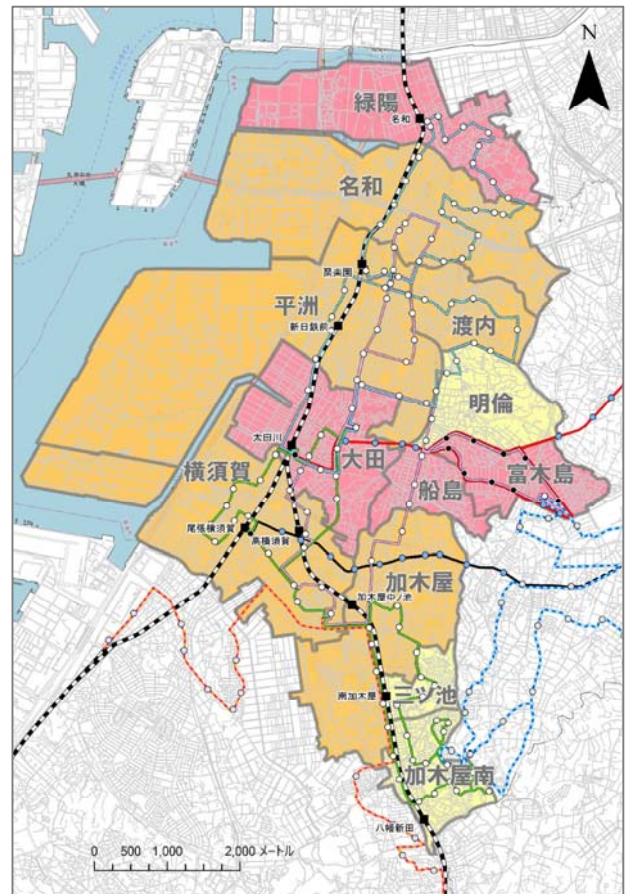 N
緑陽
名和
名和
聚楽園
平洲
新日鉄前
渡内
明倫
太田川
横須賀
大田
船島
富木島
尾張横須賀
高横須賀
加木屋
加木屋中ノ池
南加木屋
三ツ池
加木屋南
八幡新田
0 500 1,000 2,000 メートル